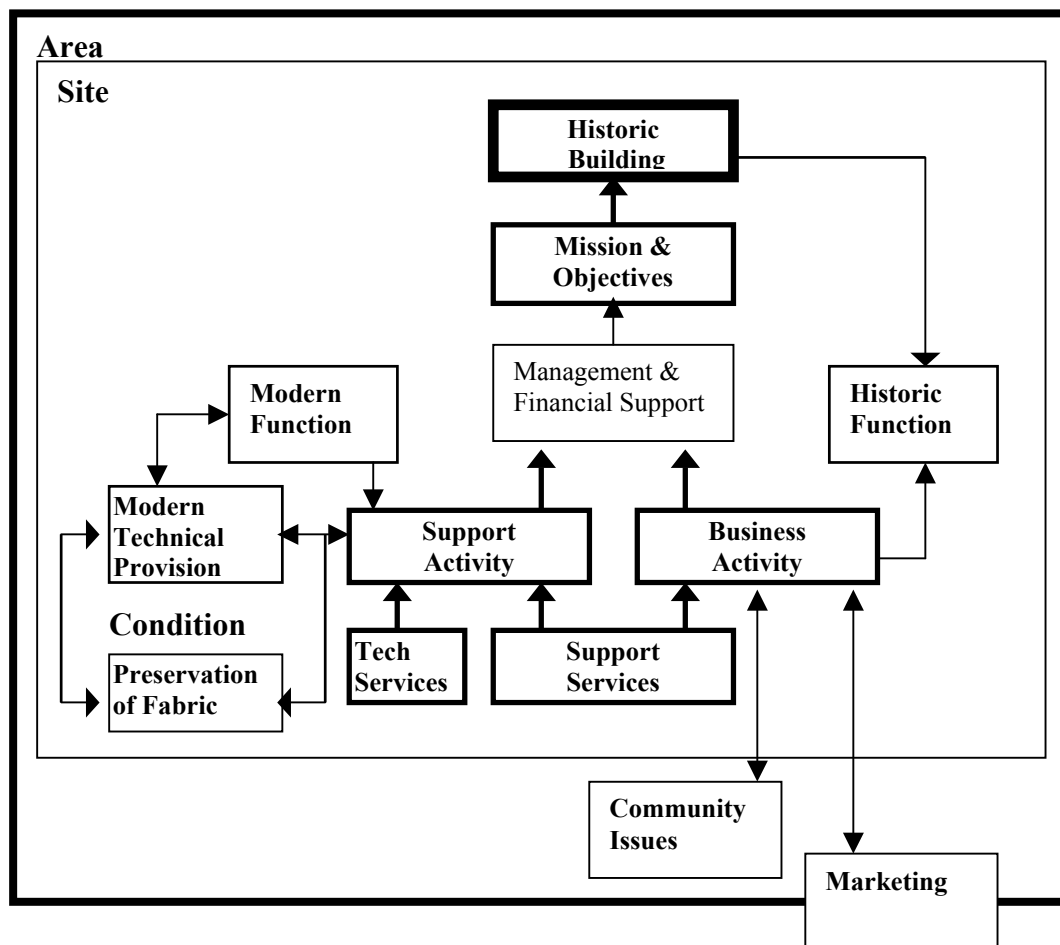 Area
Site
Historic
Building
Mission &
Objectives
Management &
Financial Support
Modern
Function
Historic
Function
Modern
Technical
Provision
Support
Activity
Business
Activity
Condition
Tech
Services
Support
Services
Preservation
of Fabric
Community
Issues
Marketing